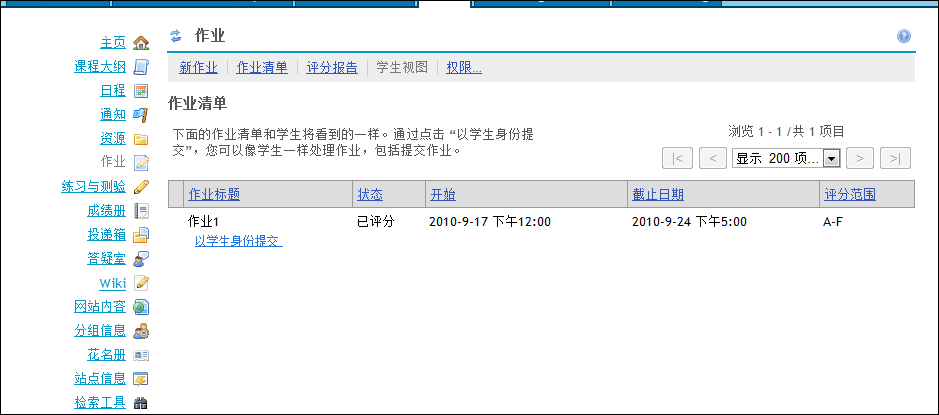 主页
课程大纲
日程
通知
资源
作业
练习与测验
成绩册
投递箱
答疑室
Wiki
网站内容
分组信息
花名册
站点信息
检索工具
作业
新作业 作业清单 评分报告 学生视图 权限...
作业清单
下面的作业清单和学生将看到的一样。通过点击 “以学生身份提
交”，您可以像学生一样处理作业，包括提交作业。
浏览 1 - 1 /共 1 项目
|< < 显示 200 项... > >|
作业标题 状态 开始 截止日期 评分范围
作业1 已评分 2010-9-17 下午12:00 2010-9-24 下午5:00 A-F
以学生身份提交